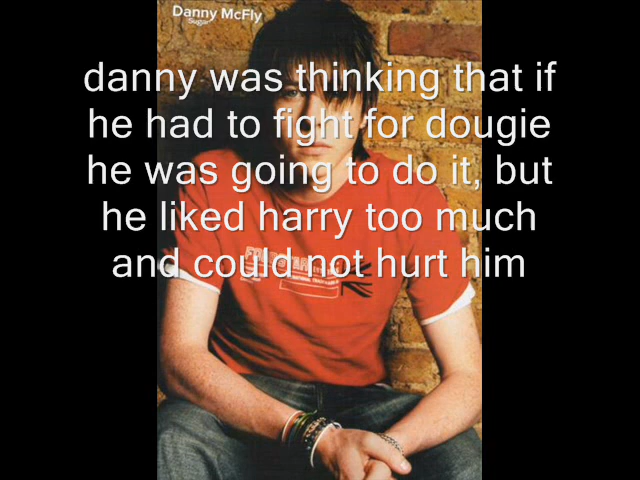 Danny McFly
Sugar
danny was thinking that if
he had to fight for dougie
he was going to do it, but
he liked harry too much
and could not hurt him